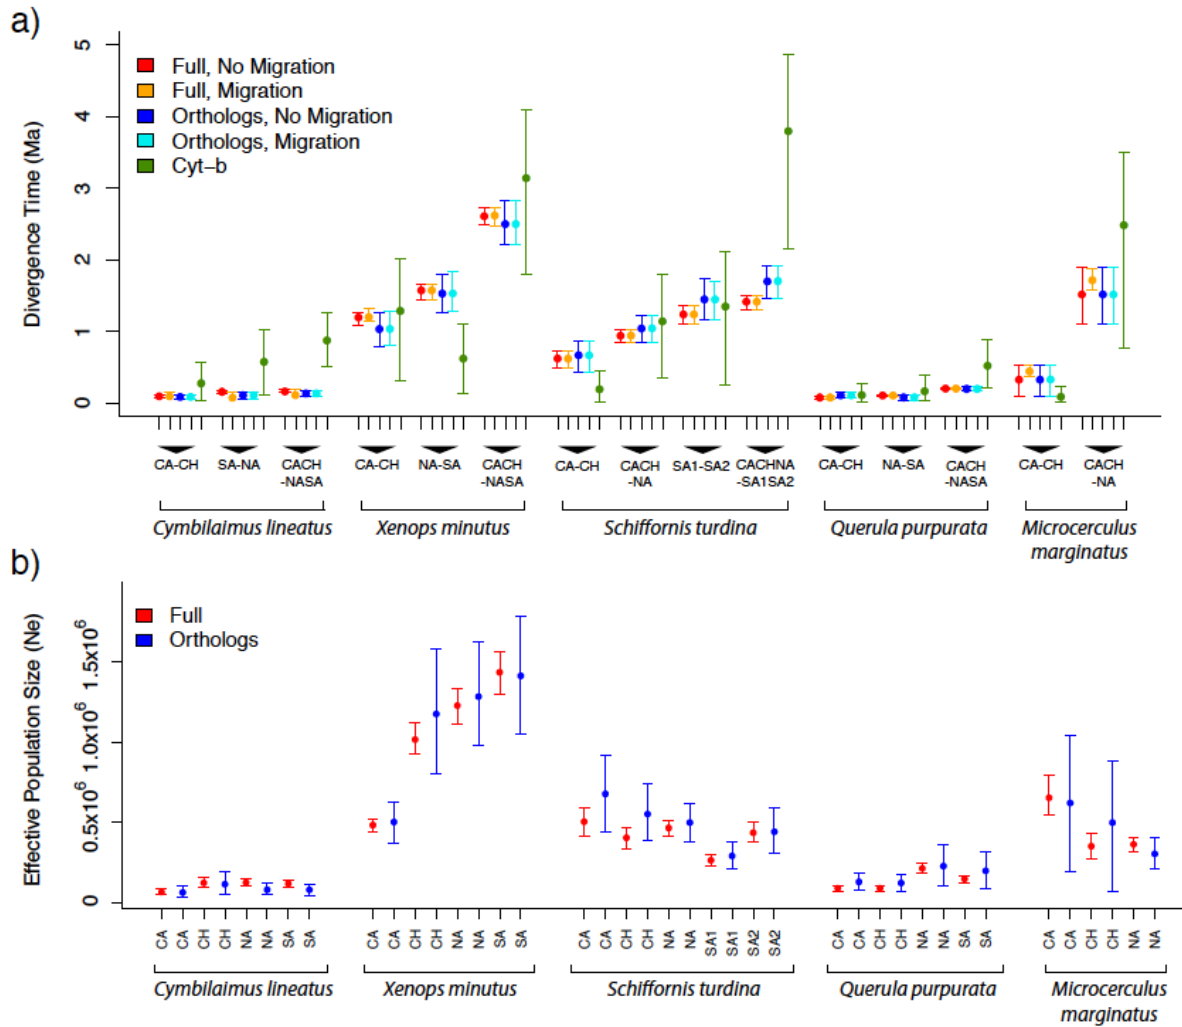 a)
Divergence Time (Ma)
5
4
3
2
1
0
Full, No Migration
Full, Migration
Orthologs, No Migration
Orthologs, Migration
Cyt−b
CA-CH
SA-NA
CACH
-NASA
CA-CH
NA-SA
CACH
-NASA
CA-CH
CACH
-NA
SA1-SA2
CACHNA
-SA1SA2
CA-CH
NA-SA
CACH
-NASA
CA-CH
CACH
-NA
Cymbilaimus lineatus
Xenops minutus
Schiffornis turdina
Querula purpurata
Microcerculus
marginatus
b)
Effective Population Size (Ne)
1.5x10⁶
1.0x10⁶
0.5x10⁶
0
Full
Orthologs
CA CA CH CH NA NA SA SA
CA CA CH CH NA NA SA SA
CA CA CH CH NA NA SA1 SA1 SA2 SA2
CA CA CH CH NA NA SA SA
CA CA CH CH NA NA
Cymbilaimus lineatus
Xenops minutus
Schiffornis turdina
Querula purpurata
Microcerculus
marginatus